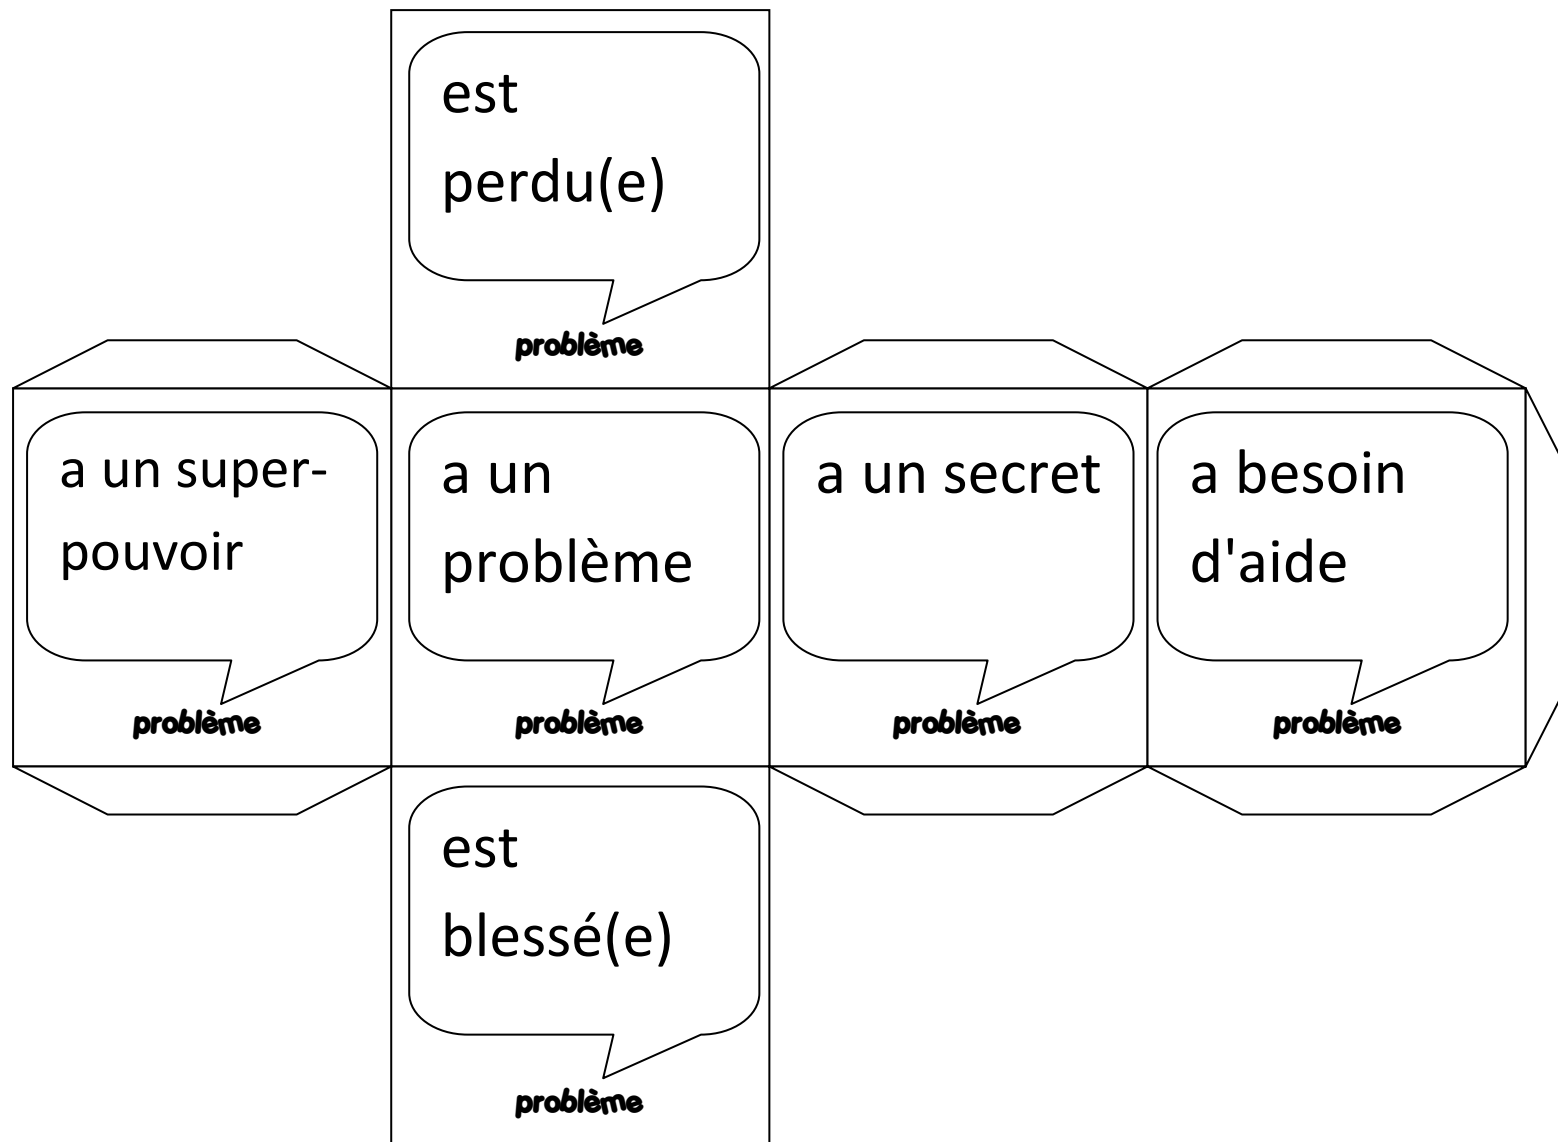 est
perdu(e)
problème
a un super-
pouvoir
problème
a un
problème
problème
a un secret
problème
a besoin
d'aide
problème
est
blessé(e)
problème